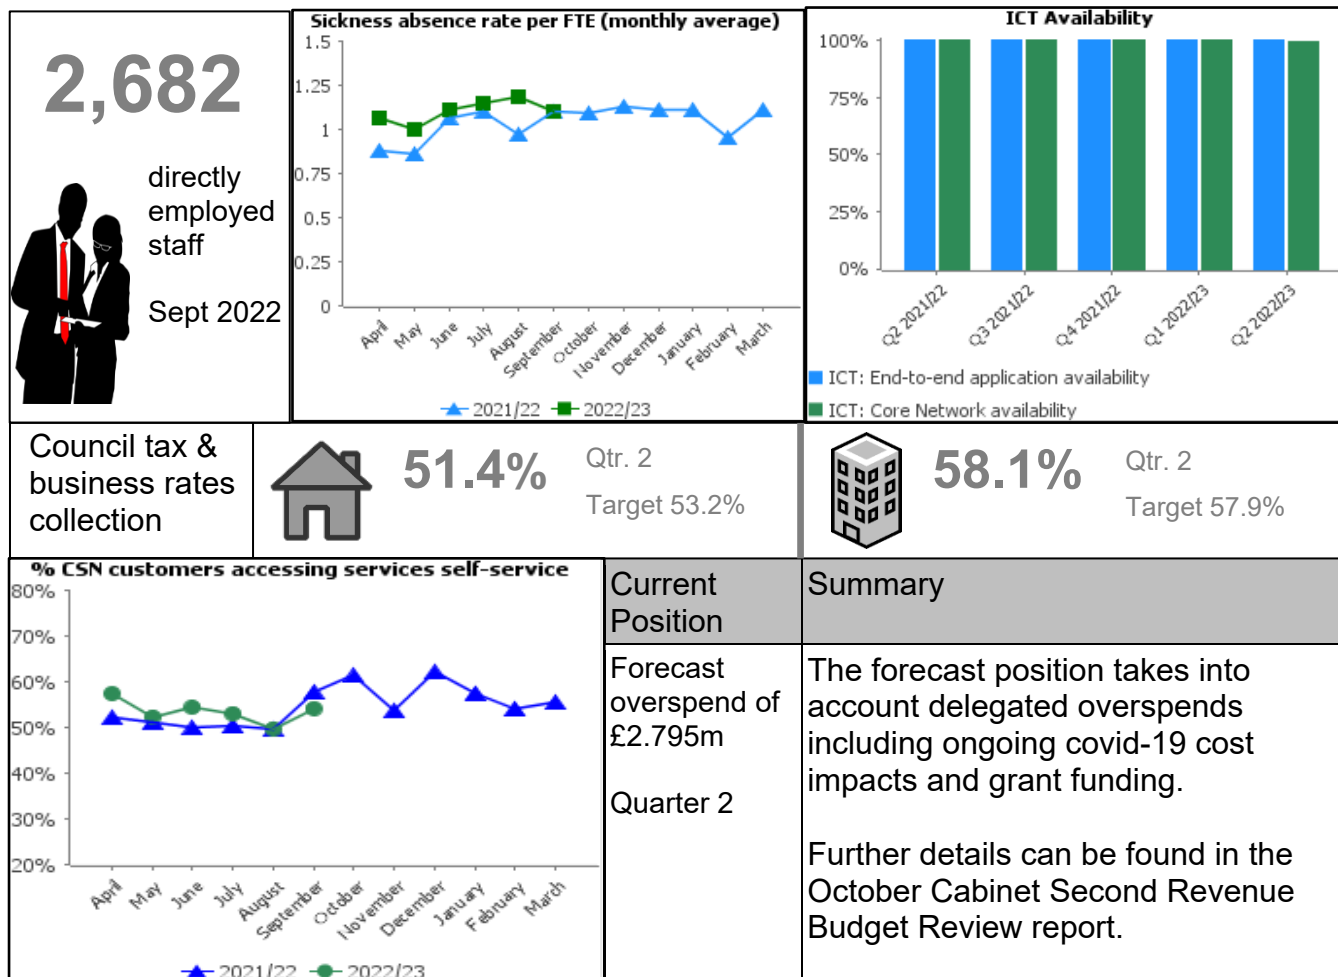 2,682
directly
employed
staff
Sept 2022
Sickness absence rate per FTE (monthly average)
1.5
1.25
1
0.75
0.5
0.25
0
April
May
June
July
August
September
October
November
December
January
February
March
2021/22
2022/23
ICT Availability
100%
75%
50%
25%
0%
Q2 2021/22
Q3 2021/22
Q4 2021/22
Q1 2022/23
Q2 2022/23
ICT: End-to-end application availability
ICT: Core Network availability
Council tax &
business rates
collection
51.4%
Qtr. 2
Target 53.2%
58.1%
Qtr. 2
Target 57.9%
% CSN customers accessing services self-service
80%
70%
60%
50%
40%
30%
20%
April
May
June
July
August
September
October
November
December
January
February
March
2021/22
2022/23
Current
Position
Summary
Forecast
overspend of
£2.795m
Quarter 2
The forecast position takes into
account delegated overspends
including ongoing covid-19 cost
impacts and grant funding.
Further details can be found in the
October Cabinet Second Revenue
Budget Review report.